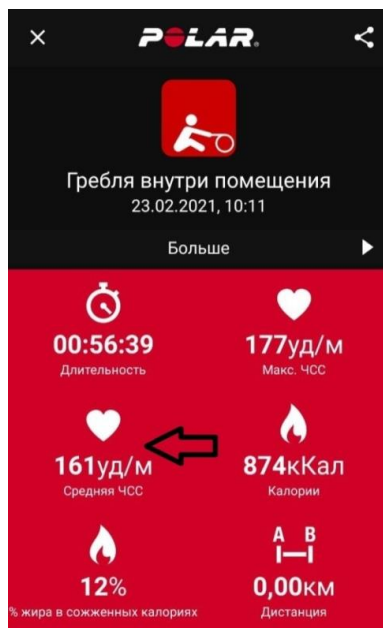 POLAR
Гребля внутри помещения
23.02.2021, 10:11
Больше
00:56:39
Длительность
177уд/м
Макс. ЧСС
161уд/м
Средняя ЧСС
874кКал
Калории
12%
% жира в сожженных калориях
A B
0,00км
Дистанция